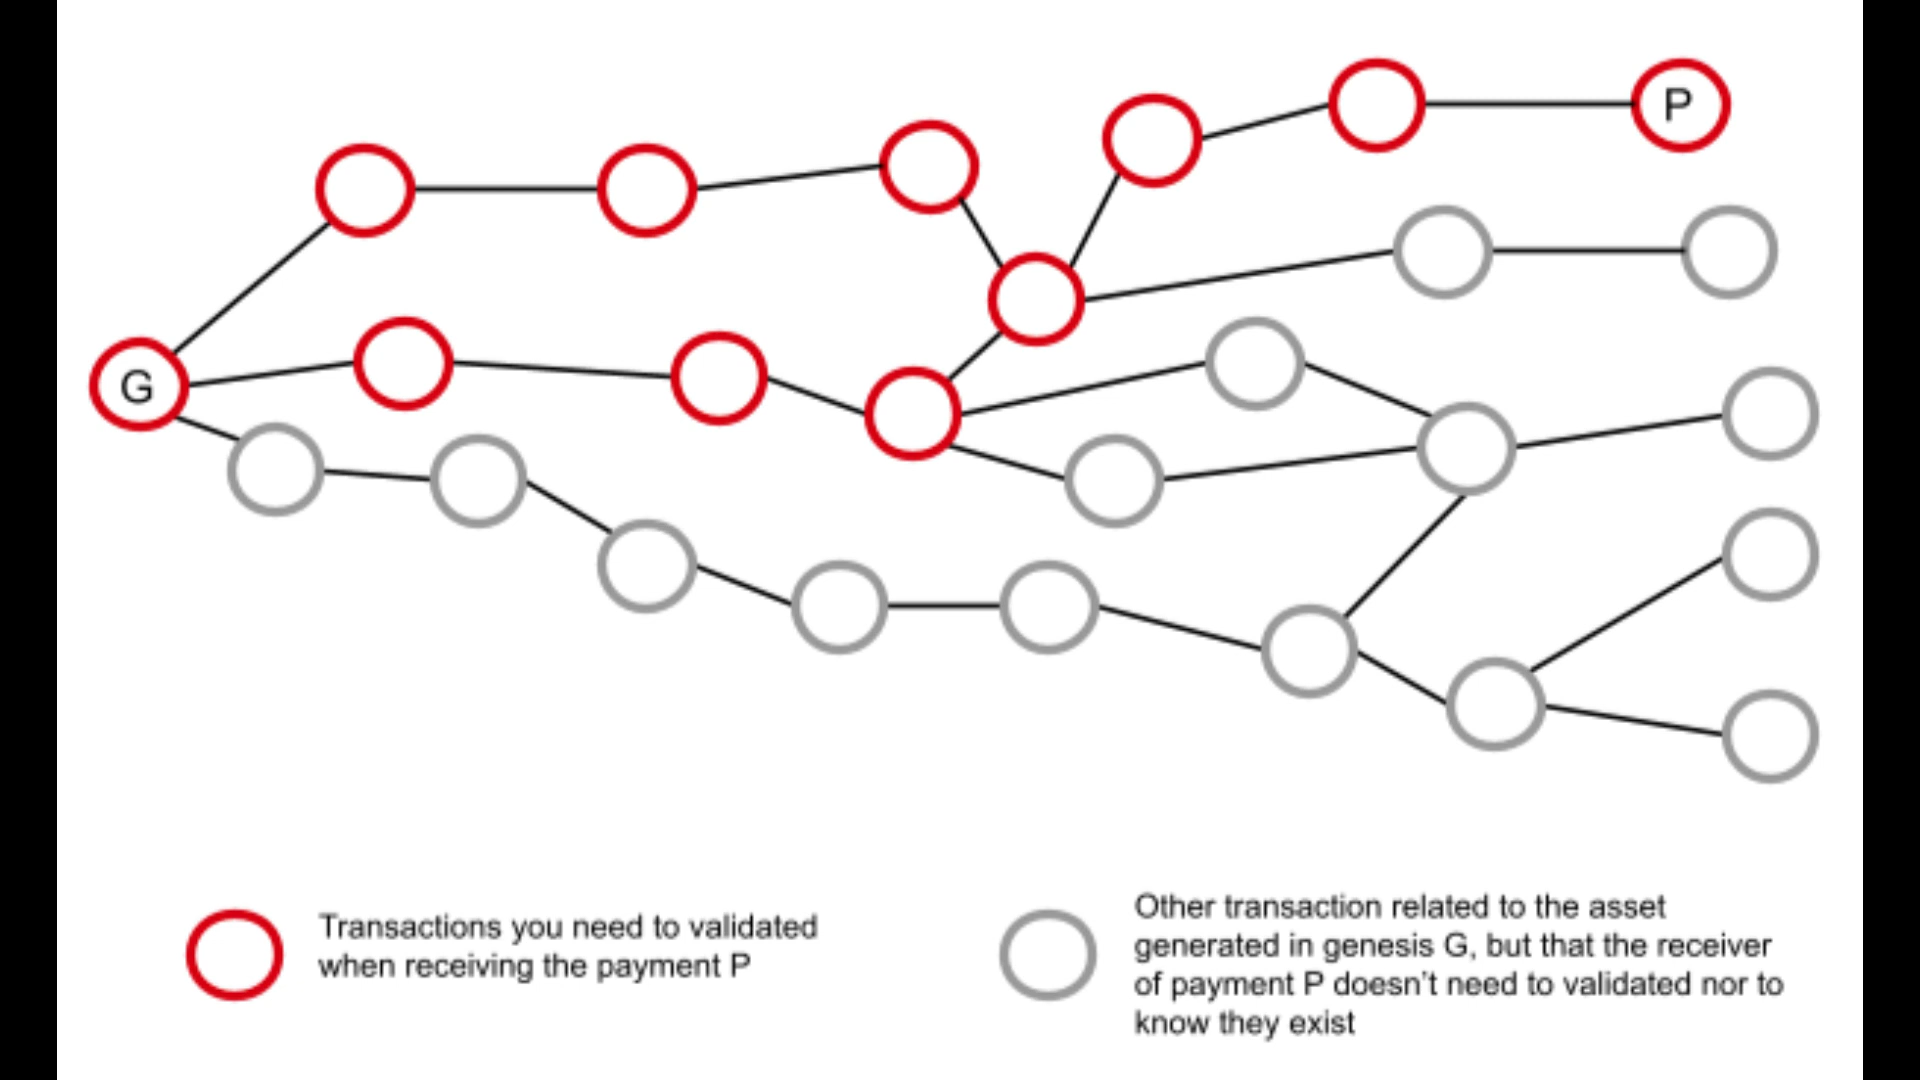 P
G
Transactions you need to validated
when receiving the payment P
Other transaction related to the asset
generated in genesis G, but that the receiver
of payment P doesn't need to validated nor to
know they exist